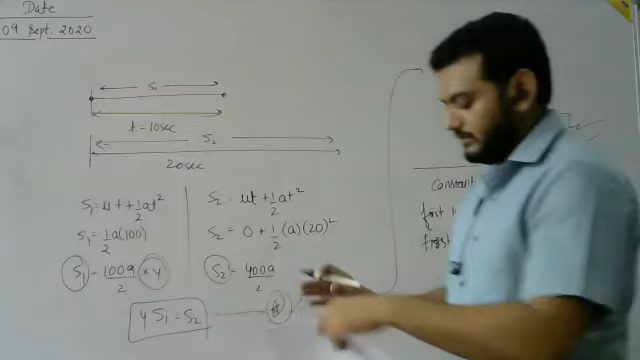 Date
09 Sept. 2020
S₁
t = 10sec
S₂
20sec
S₁ = ut + 1/2 at²
S₁ = 1/2 a(100)
S₁ = 100a/2 × 4
S₂ = ut + 1/2 at²
S₂ = 0 + 1/2 (a)(20)²
S₂ = 400a/2
4 S₁ = S₂
Constant
first
first